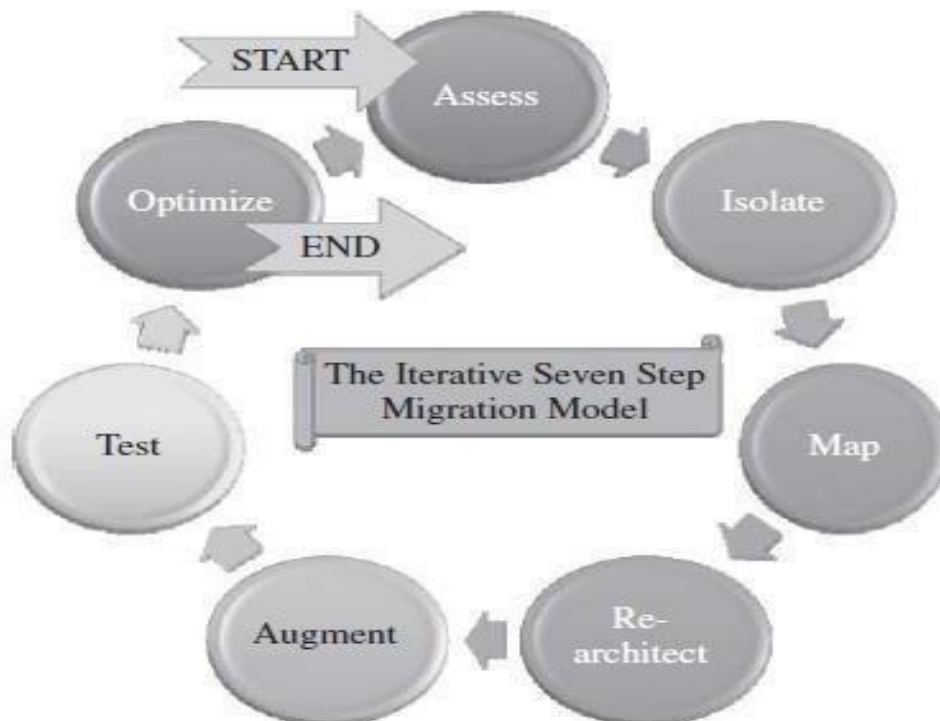 START
Assess
Isolate
Optimize
END
The Iterative Seven Step
Migration Model
Map
Test
Re-
architect
Augment